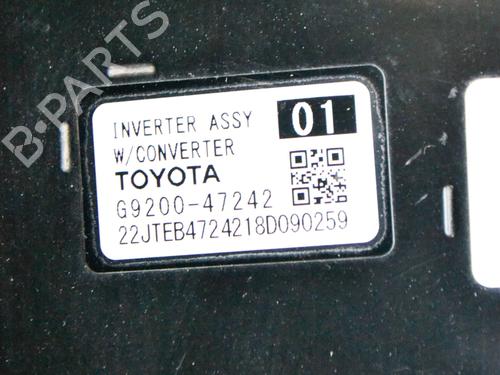 B-PARTS
INVERTER ASSY 01
W/CONVERTER
TOYOTA
G9200-47242
22JTEB4724218D090259